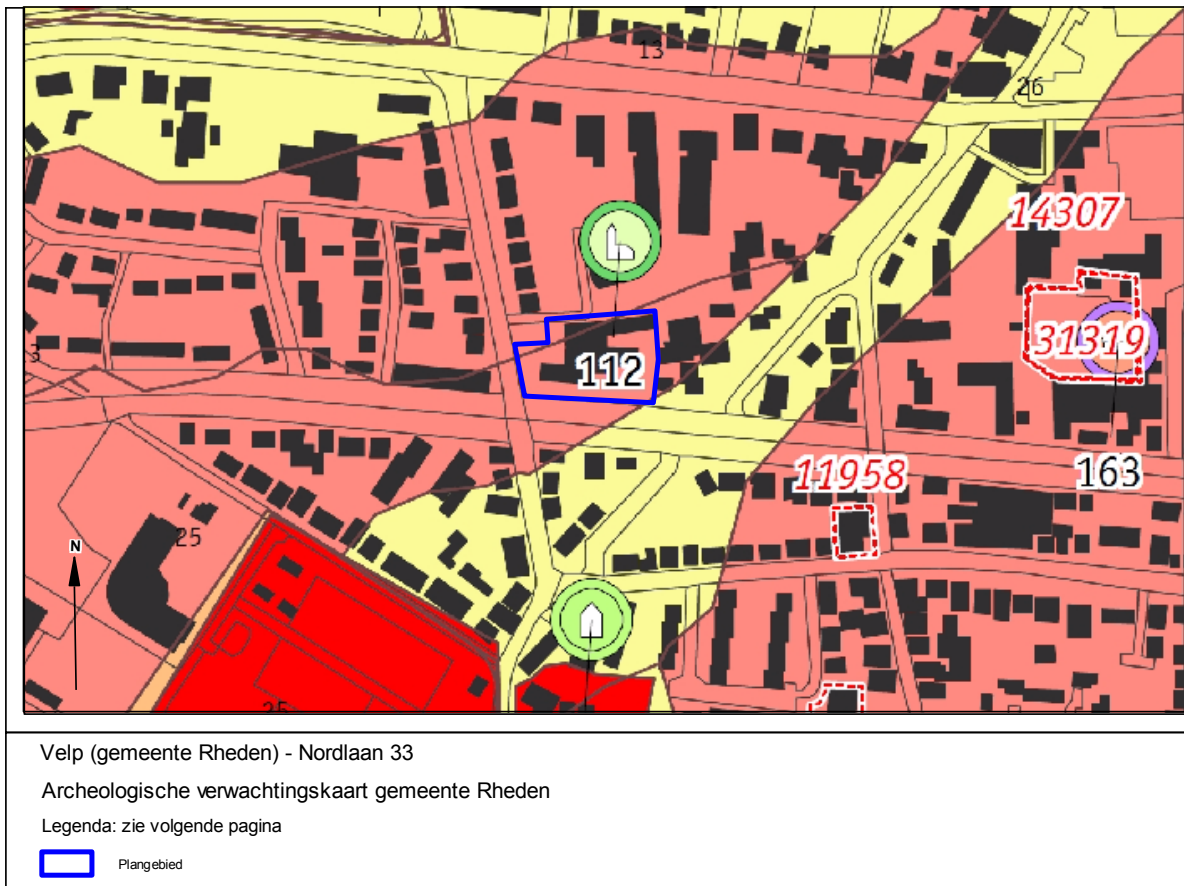 13
26
14307
31319
3
112
11958
163
25
N
25
Velp (gemeente Rheden) - Nordlaan 33
Archeologische verwachtingskaart gemeente Rheden
Legenda: zie volgende pagina
Plangebied